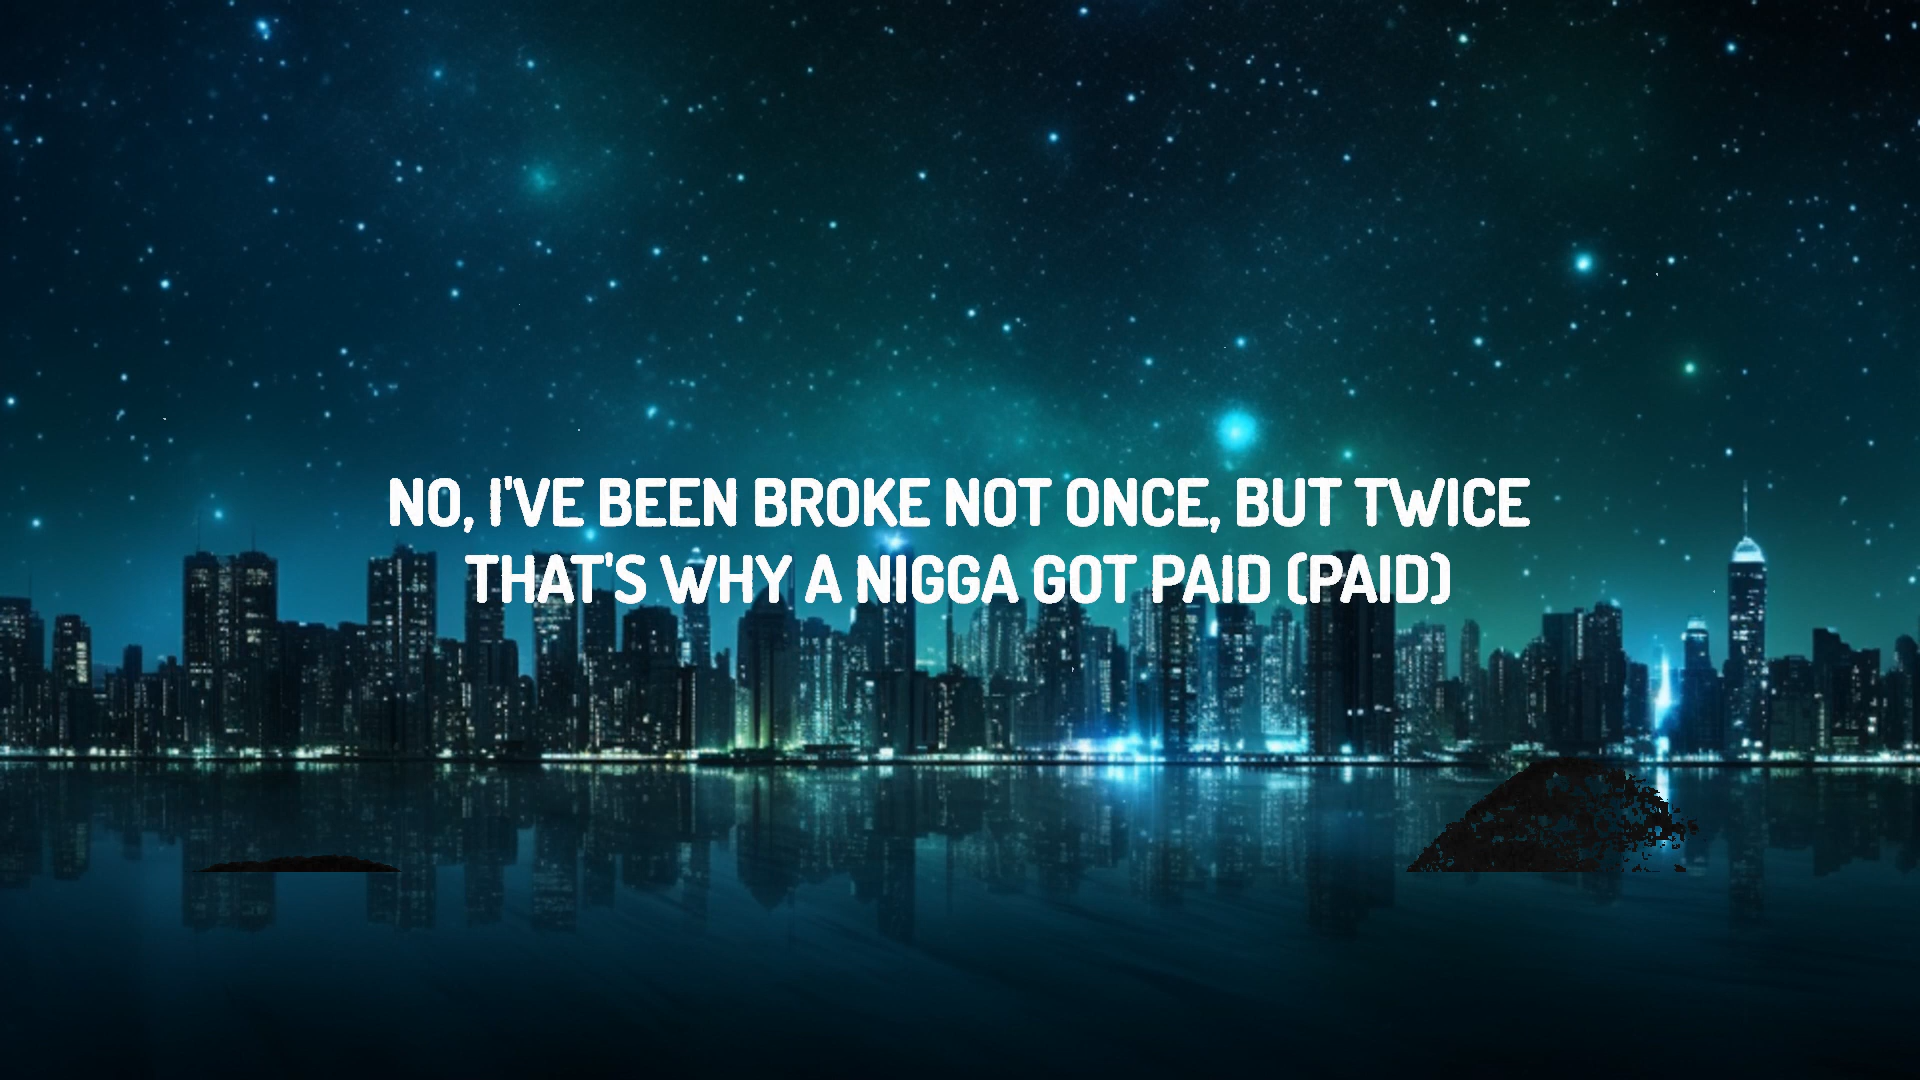 NO, I'VE BEEN BROKE NOT ONCE, BUT TWICE
THAT'S WHY A NIGGA GOT PAID (PAID)